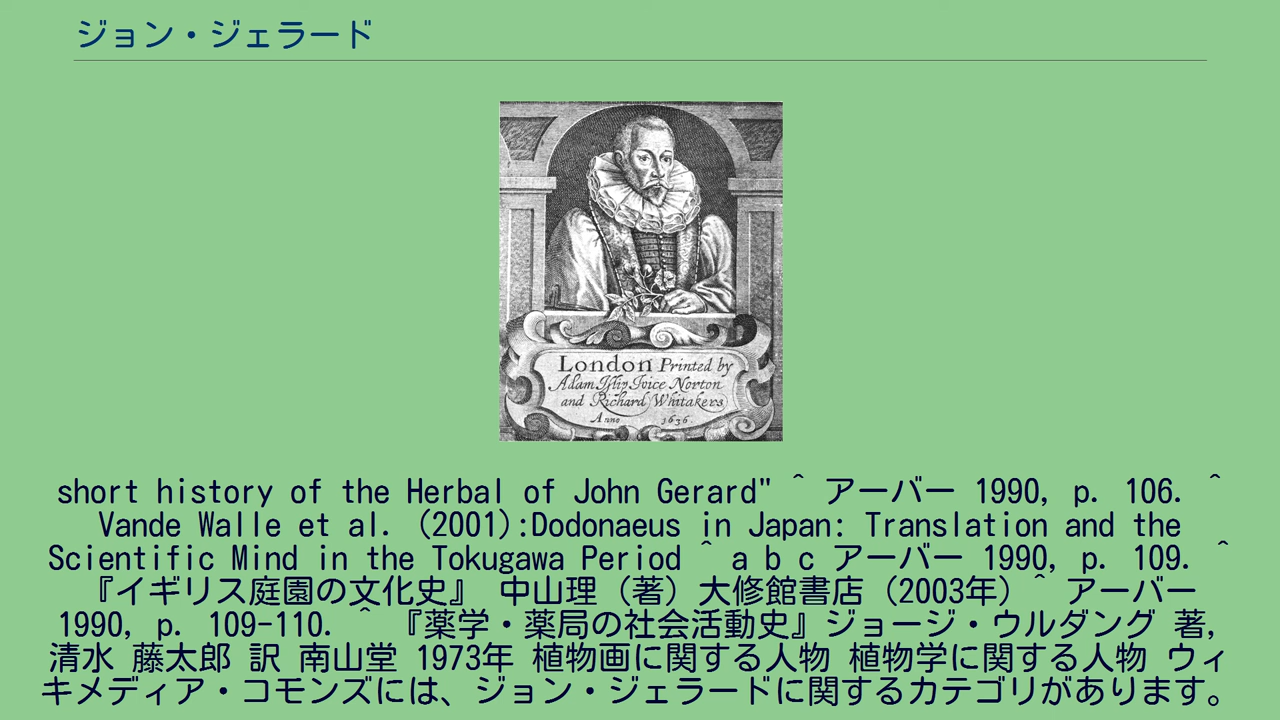 ジョン・ジェラード
London Printed by
Adam Islip Joice Norton
and Richard Whitakers
Anno 1636.
short history of the Herbal of John Gerard" ^ アーバー 1990, p. 106. ^
Vande Walle et al. (2001):Dodonaeus in Japan: Translation and the
Scientific Mind in the Tokugawa Period ^ a b c アーバー 1990, p. 109. ^
『イギリス庭園の文化史』 中山理（著）大修館書店（2003年）^ アーバー
1990, p. 109-110. ^ 『薬学・薬局の社会活動史』ジョージ・ウルダング 著,
清水 藤太郎 訳 南山堂 1973年 植物画に関する人物 植物学に関する人物 ウィ
キメディア・コモンズには、ジョン・ジェラードに関するカテゴリがあります。